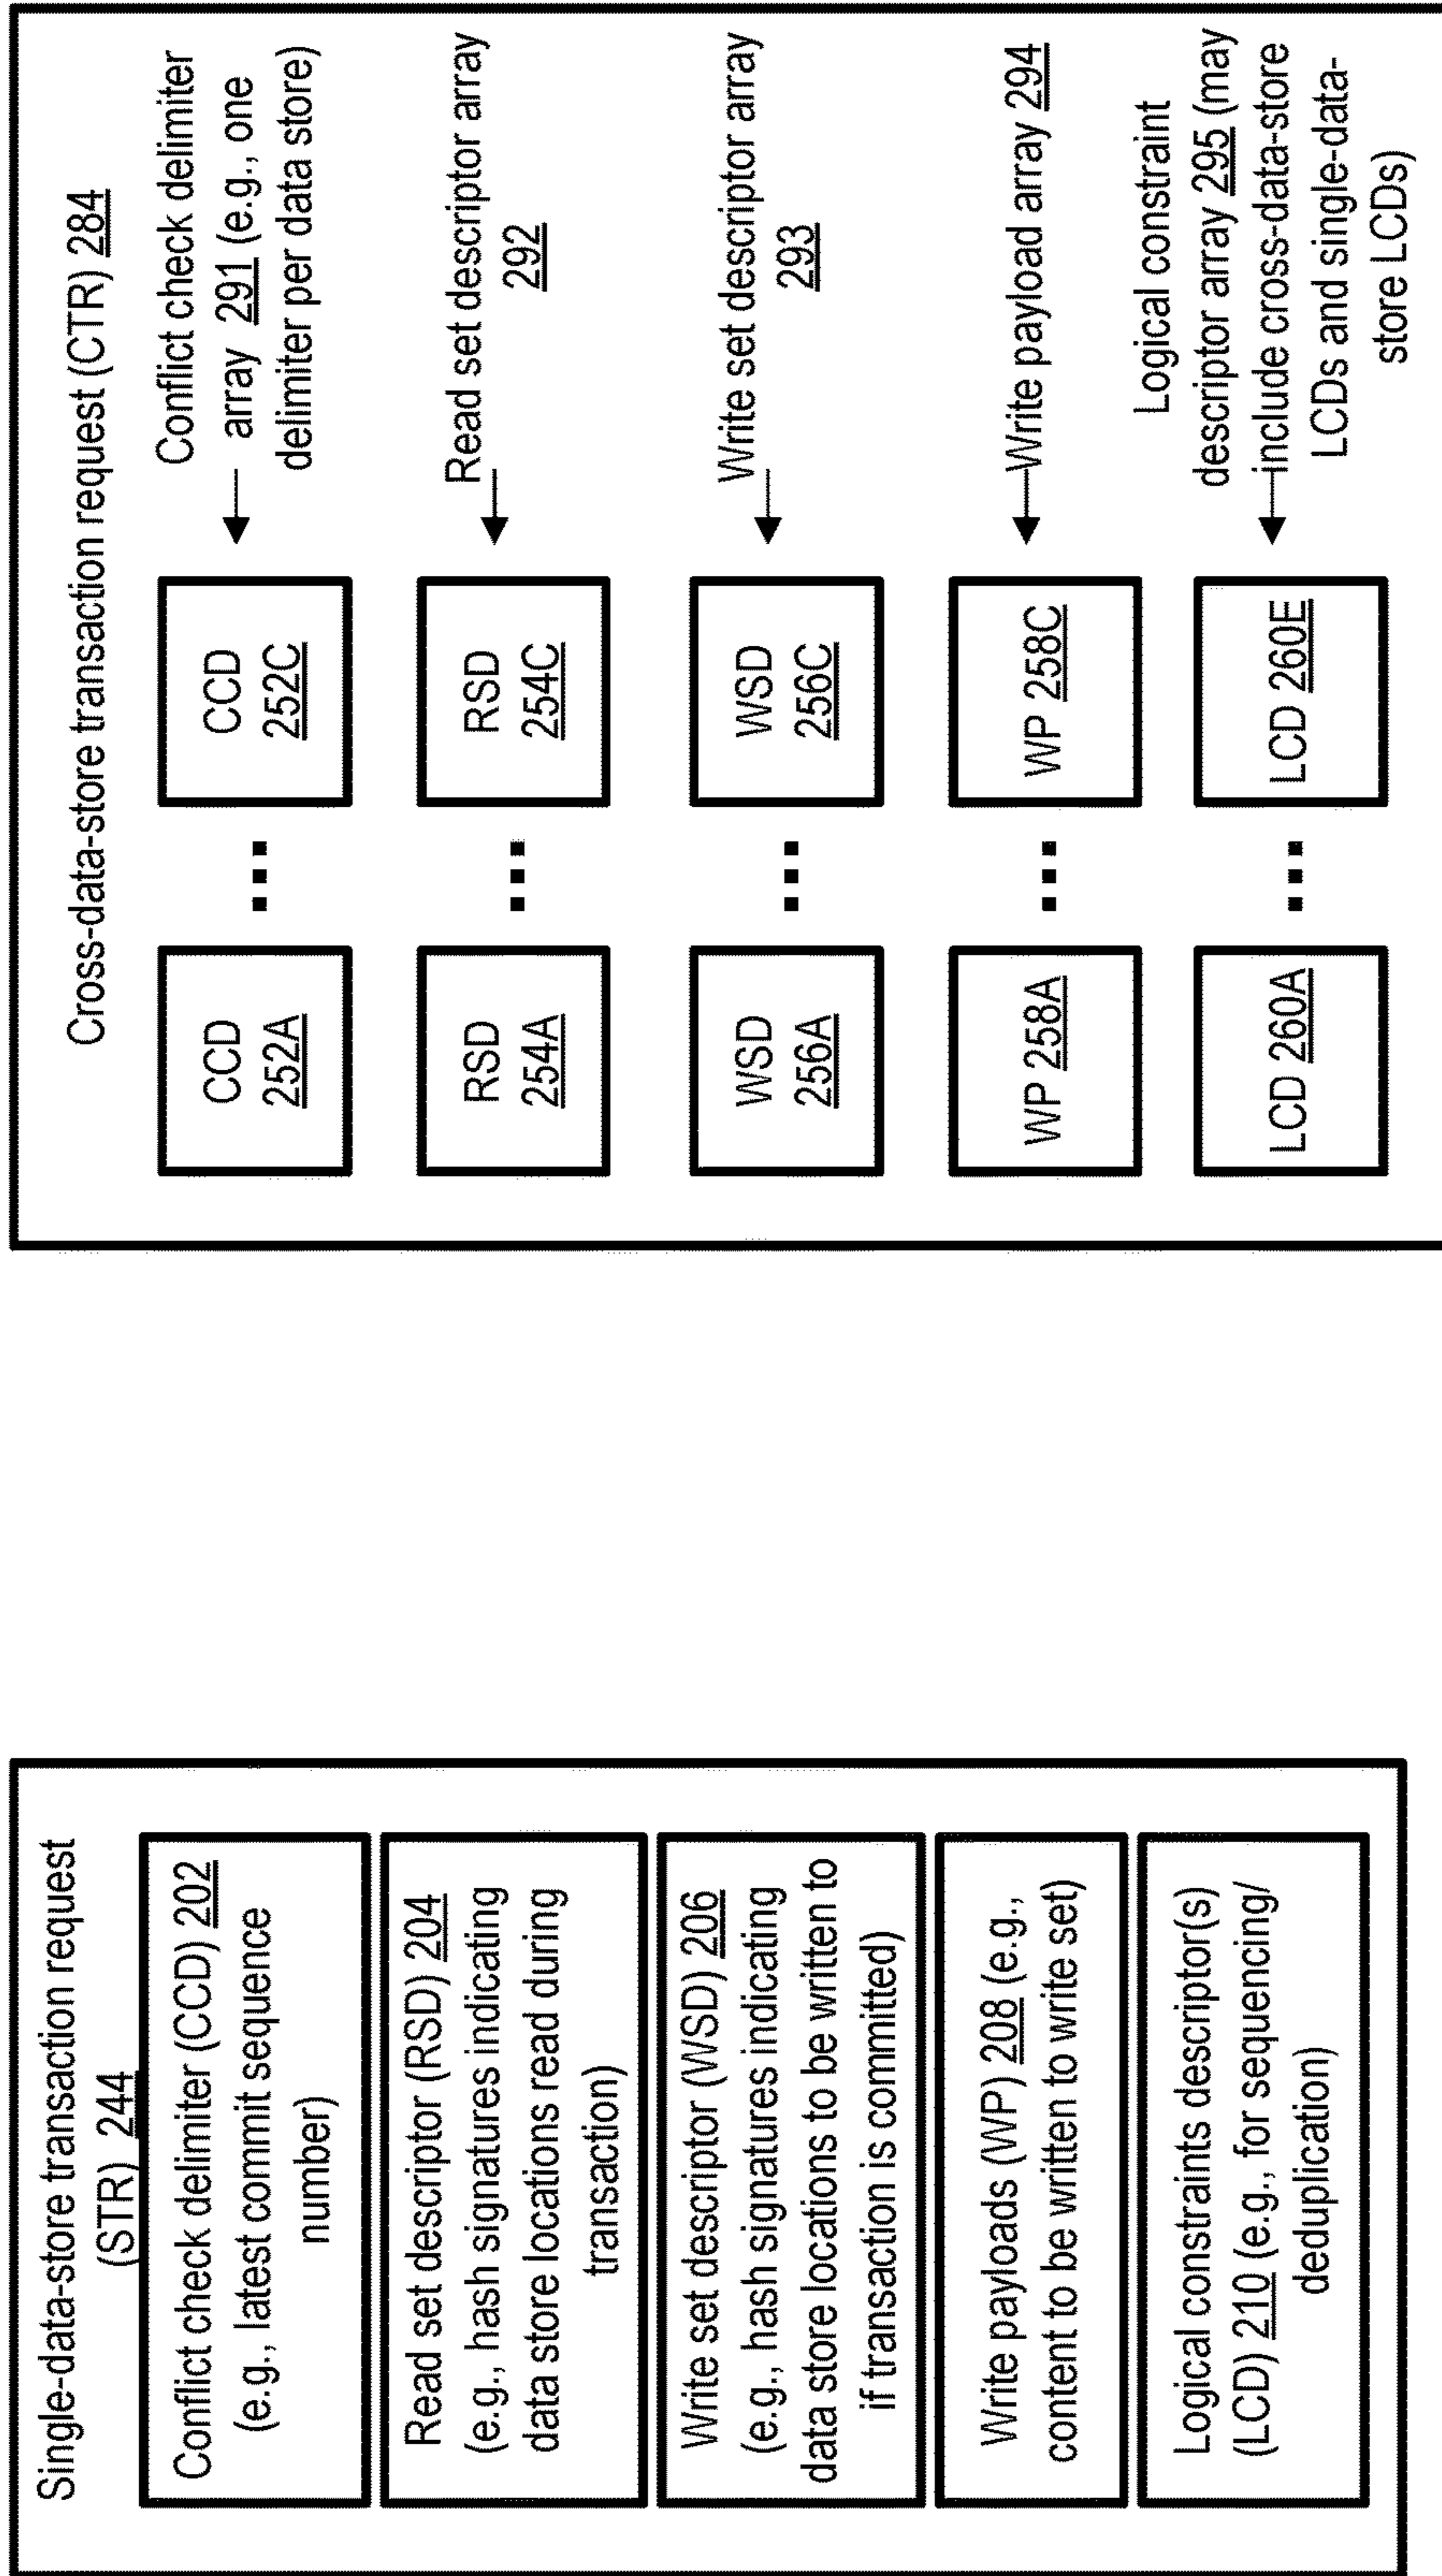 Single-data-store transaction request
(STR) 244
Conflict check delimiter (CCD) 202
(e.g., latest commit sequence
number)
Read set descriptor (RSD) 204
(e.g., hash signatures indicating
data store locations read during
transaction)
Write set descriptor (WSD) 206
(e.g., hash signatures indicating
data store locations to be written to
if transaction is committed)
Write payloads (WP) 208 (e.g.,
content to be written to write set)
Logical constraints descriptor(s)
(LCD) 210 (e.g., for sequencing/
deduplication)
Cross-data-store transaction request (CTR) 284
CCD
252A
...
CCD
252C
Conflict check delimiter
array 291 (e.g., one
delimiter per data store)
RSD
254A
...
RSD
254C
Read set descriptor array
292
WSD
256A
...
WSD
256C
Write set descriptor array
293
WP 258A
...
WP 258C
Write payload array 294
LCD 260A
...
LCD 260E
Logical constraint
descriptor array 295 (may
include cross-data-store
LCDs and single-data-
store LCDs)